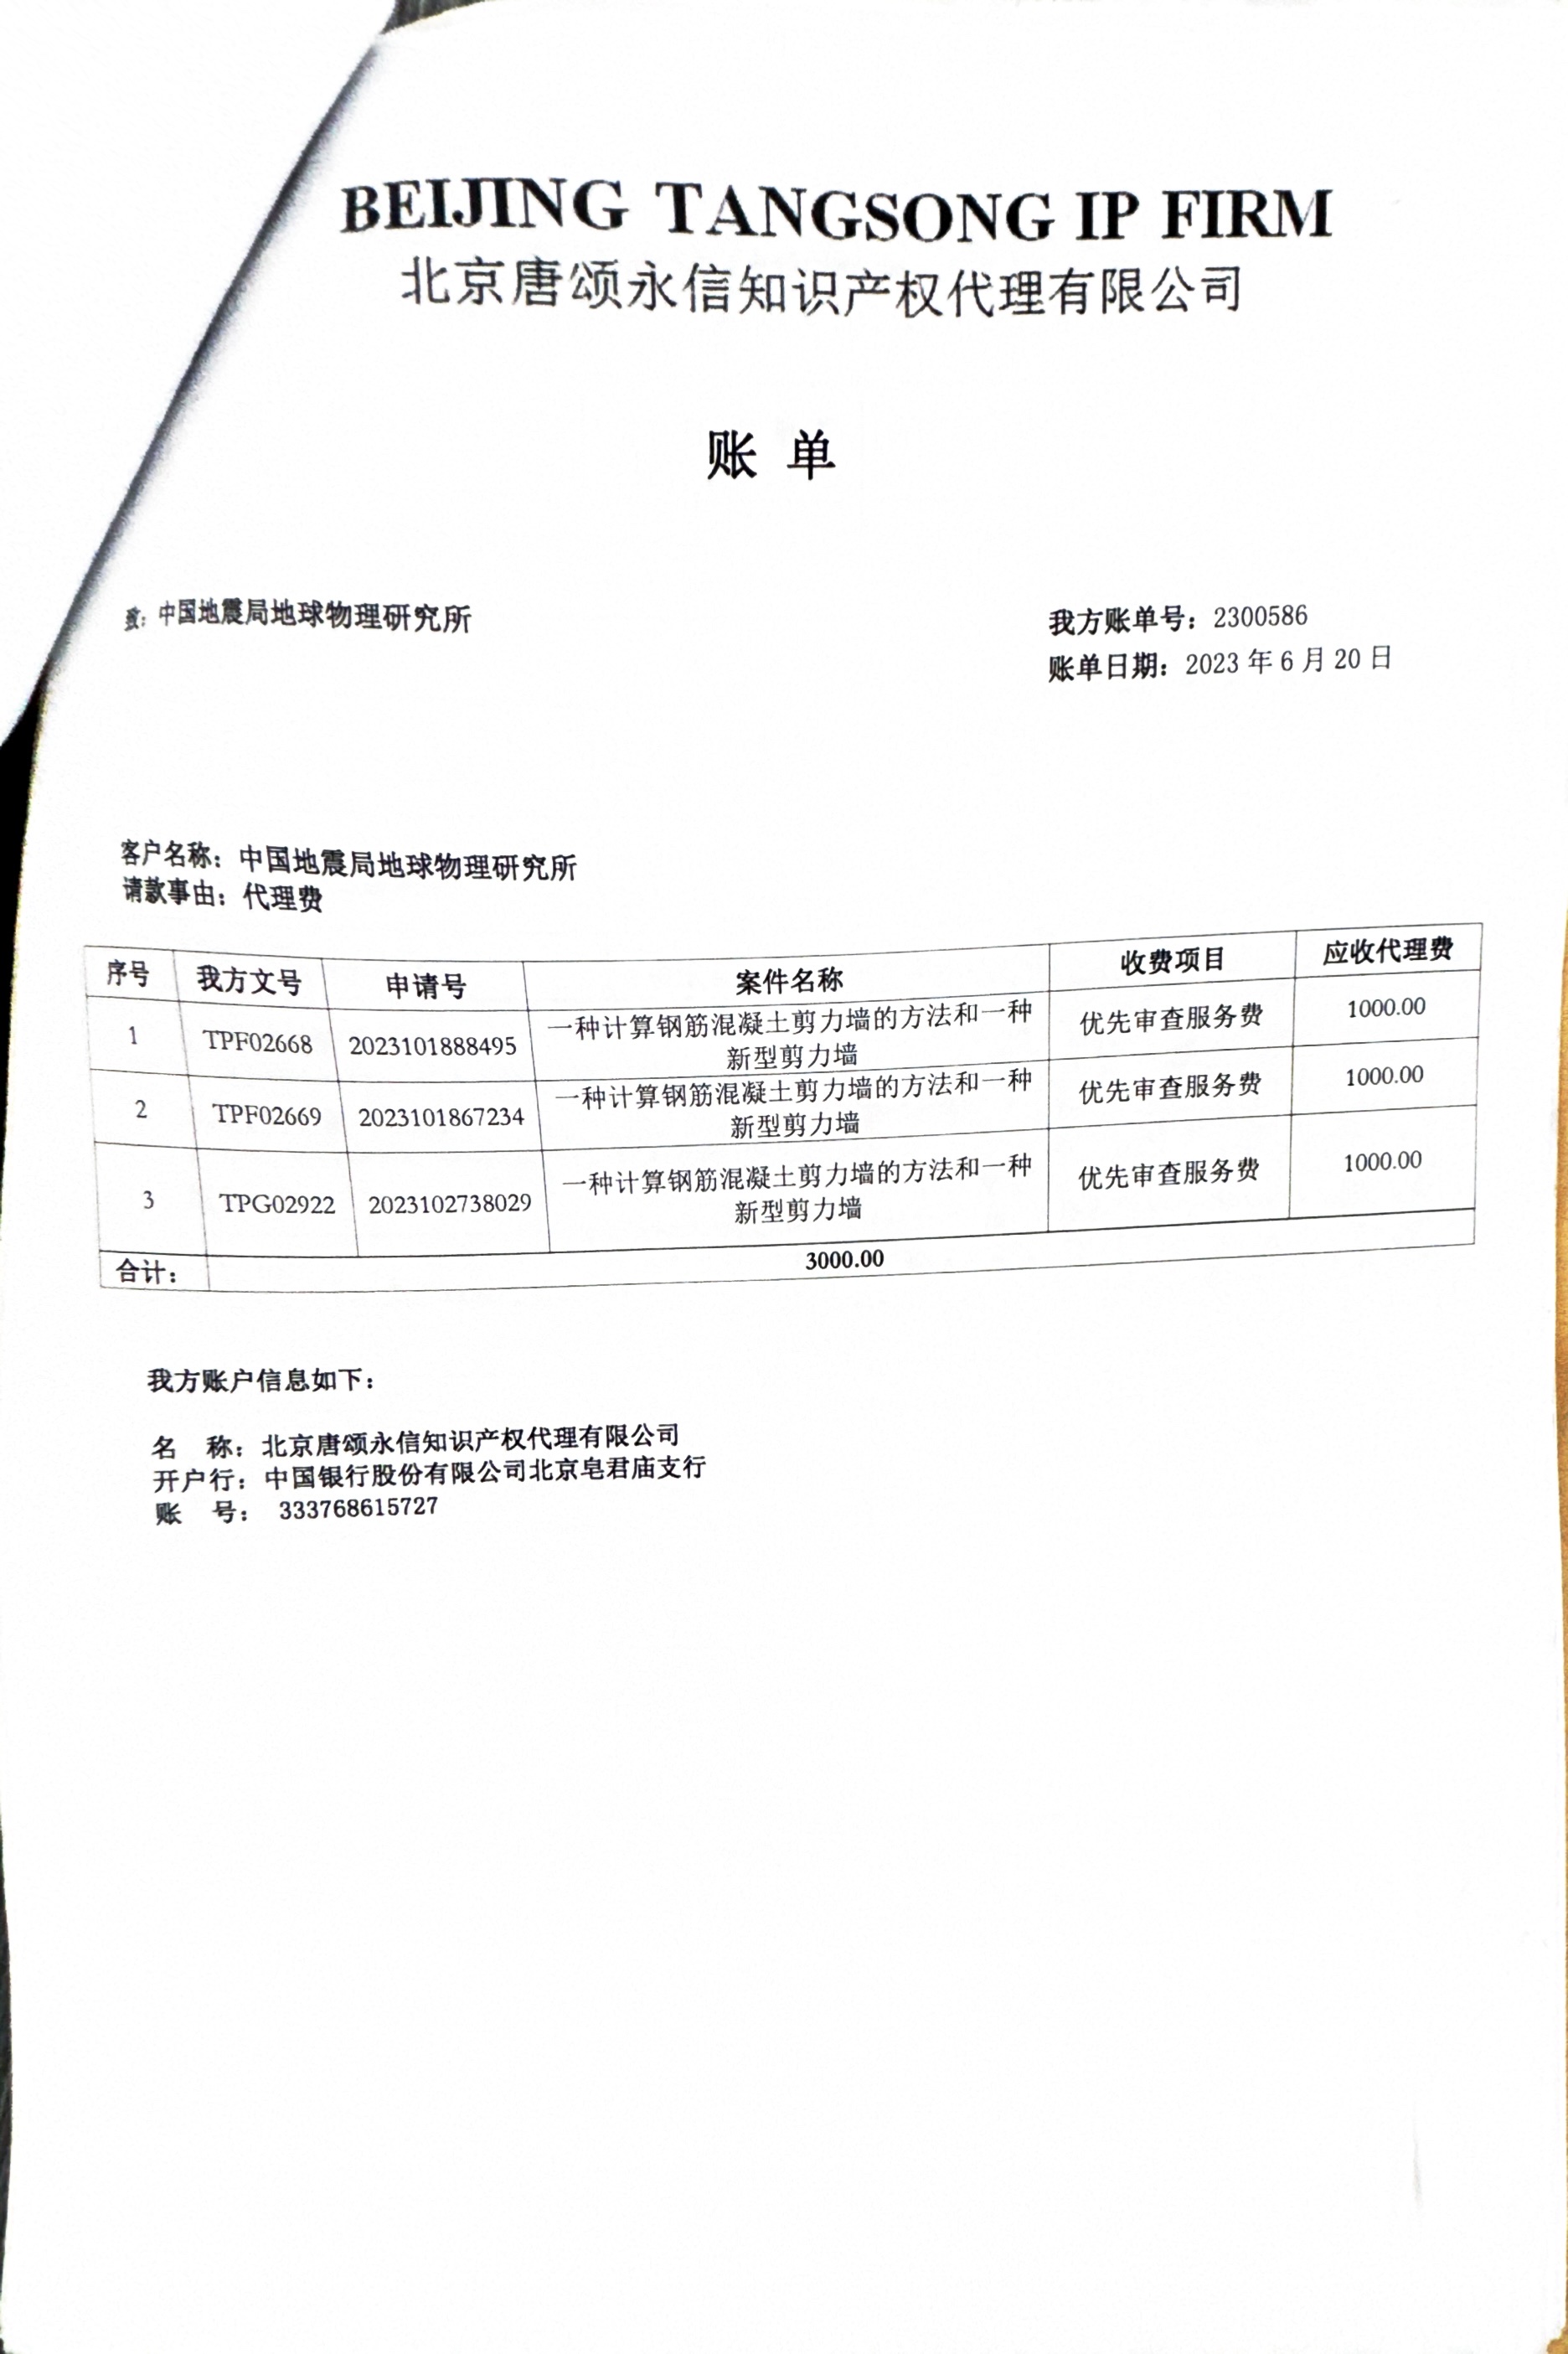 BEIJING TANGSONG IP FIRM
北京唐颂永信知识产权代理有限公司
账 单
致：中国地震局地球物理研究所
我方账单号：2300586
账单日期：2023 年 6 月 20 日
客户名称：中国地震局地球物理研究所
请款事由：代理费
序号 我方文号 申请号 案件名称 收费项目 应收代理费
1 TPF02668 2023101888495 一种计算钢筋混凝土剪力墙的方法和一种 优先审查服务费 1000.00
新型剪力墙
2 TPF02669 2023101867234 一种计算钢筋混凝土剪力墙的方法和一种 优先审查服务费 1000.00
新型剪力墙
3 TPG02922 2023102738029 一种计算钢筋混凝土剪力墙的方法和一种 优先审查服务费 1000.00
新型剪力墙
合计： 3000.00
我方账户信息如下：
名 称：北京唐颂永信知识产权代理有限公司
开户行：中国银行股份有限公司北京皂君庙支行
账 号： 333768615727